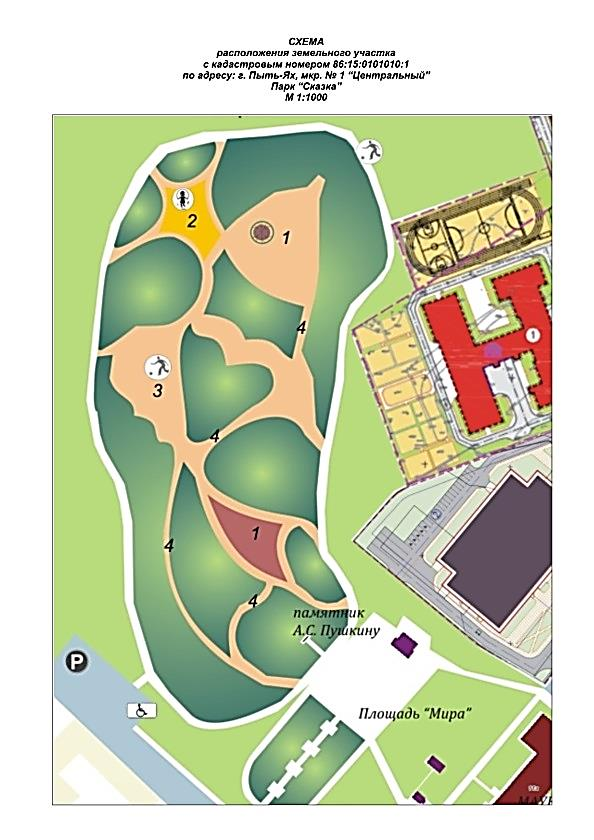 СХЕМА
расположения земельного участка
с кадастровым номером 86:15:0101010:1
по адресу: г. Пыть-Ях, мкр. № 1 "Центральный"
Парк "Сказка"
М 1:1000
2
1
4
1
3
4
1
4
4
памятник
А.С. Пушкину
P
Площадь "Мира"